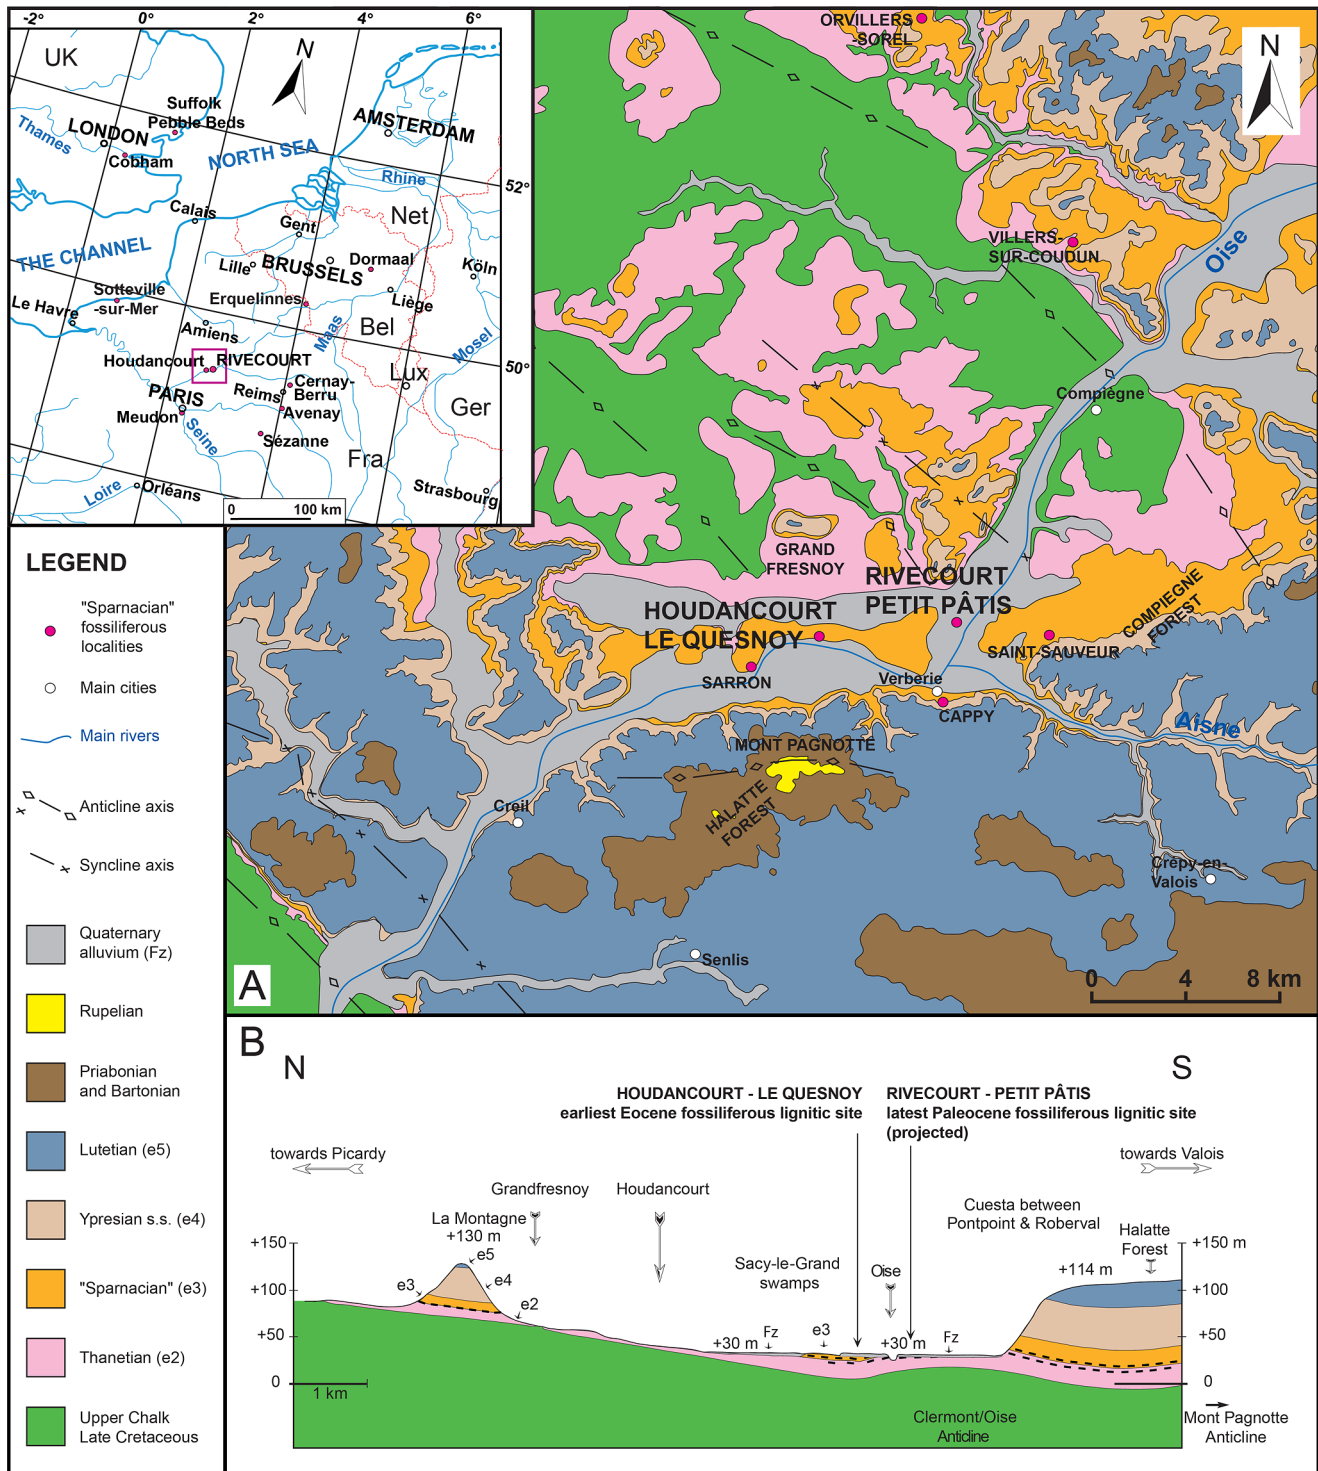 -2°
0°
2°
4°
6°
UK
N
Suffolk
Pebble Beds
Thames
LONDON
Cobham
AMSTERDAM
NORTH SEA
Rhine
52°
Calais
Net
Gent
THE CHANNEL
Lille
BRUSSELS
Dormaal
Köln
Sotteville
-sur-Mer
Erquelinnes
Liège
Le Havre
Amiens
Maas
Bel
Mosel
50°
Houdancourt
RIVECOURT
Lux
PARIS
Reims
Cernay-
Berru
Ger
Meudon
Avenay
Seine
Sézanne
Fra
Loire
Orléans
Strasbourg
0
100 km
ORVILLERS
-SOREL
N
VILLERS-
SUR-COUDUN
Oise
Compiègne
GRAND
FRESNOY
RIVECOURT
PETIT PÂTIS
HOUDANCOURT
LE QUESNOY
COMPIEGNE
FOREST
SAINT-SAUVEUR
SARRON
Verberie
CAPPY
Aisne
MONT PAGNOTTE
HALATTE
FOREST
Creil
Crépy-en-
Valois
Senlis
A
0
4
8 km
LEGEND
"Sparnacian"
fossiliferous
localities
Main cities
Main rivers
Anticline axis
Syncline axis
Quaternary
alluvium (Fz)
Rupelian
Priabonian
and Bartonian
Lutetian (e5)
Ypresian s.s. (e4)
"Sparnacian" (e3)
Thanetian (e2)
Upper Chalk
Late Cretaceous
B
N
S
HOUDANCOURT - LE QUESNOY
earliest Eocene fossiliferous lignitic site
RIVECOURT - PETIT PÂTIS
latest Paleocene fossiliferous lignitic site
(projected)
towards Picardy
towards Valois
Grandfresnoy
Houdancourt
La Montagne
+130 m
Cuesta between
Pontpoint & Roberval
Halatte
Forest
+150
+100
+50
0
e5
e3
e4
e2
Sacy-le-Grand
swamps
Oise
+114 m
+150 m
+100
+50
0
+30 m
Fz
e3
+30 m
Fz
1 km
Clermont/Oise
Anticline
Mont Pagnotte
Anticline